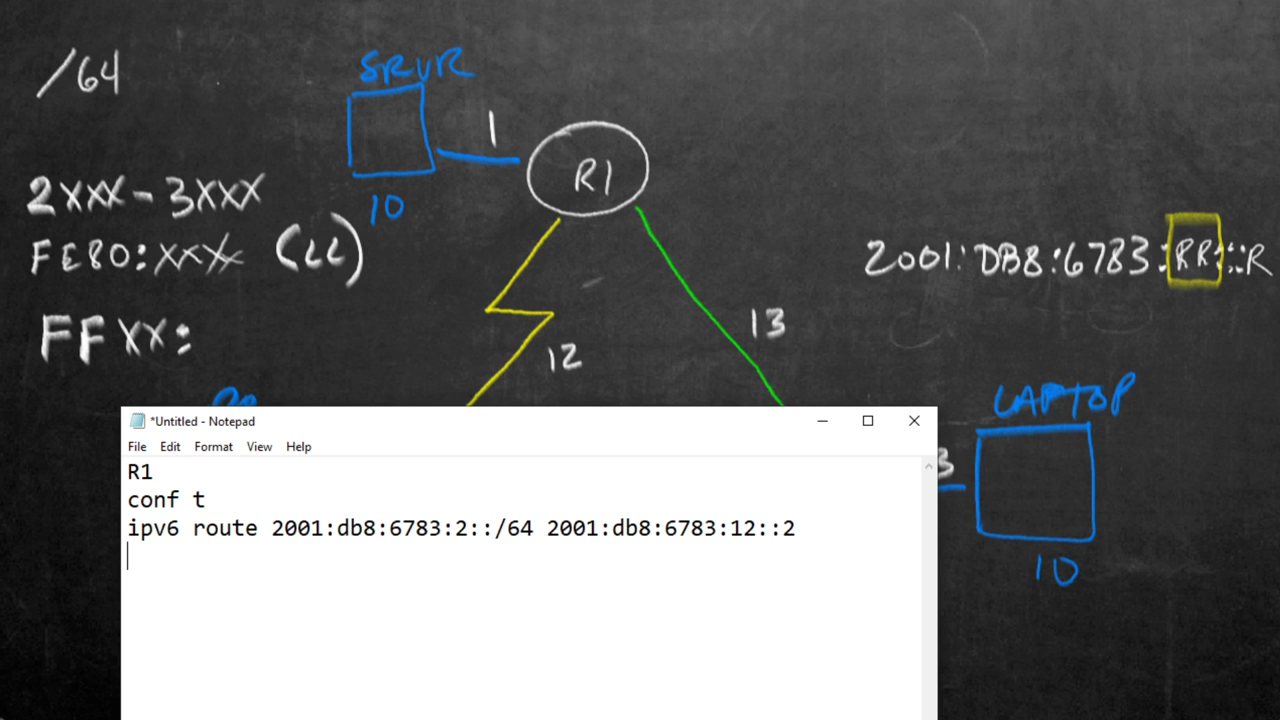 /64
SRVR
1
R1
10
2XXX - 3XXX
FE80:XXX (LL)
FFXX:
2001:DB8:6783:RR:::R
13
12
LAPTOP
3
10
*Untitled - Notepad
File Edit Format View Help
R1
conf t
ipv6 route 2001:db8:6783:2::/64 2001:db8:6783:12::2